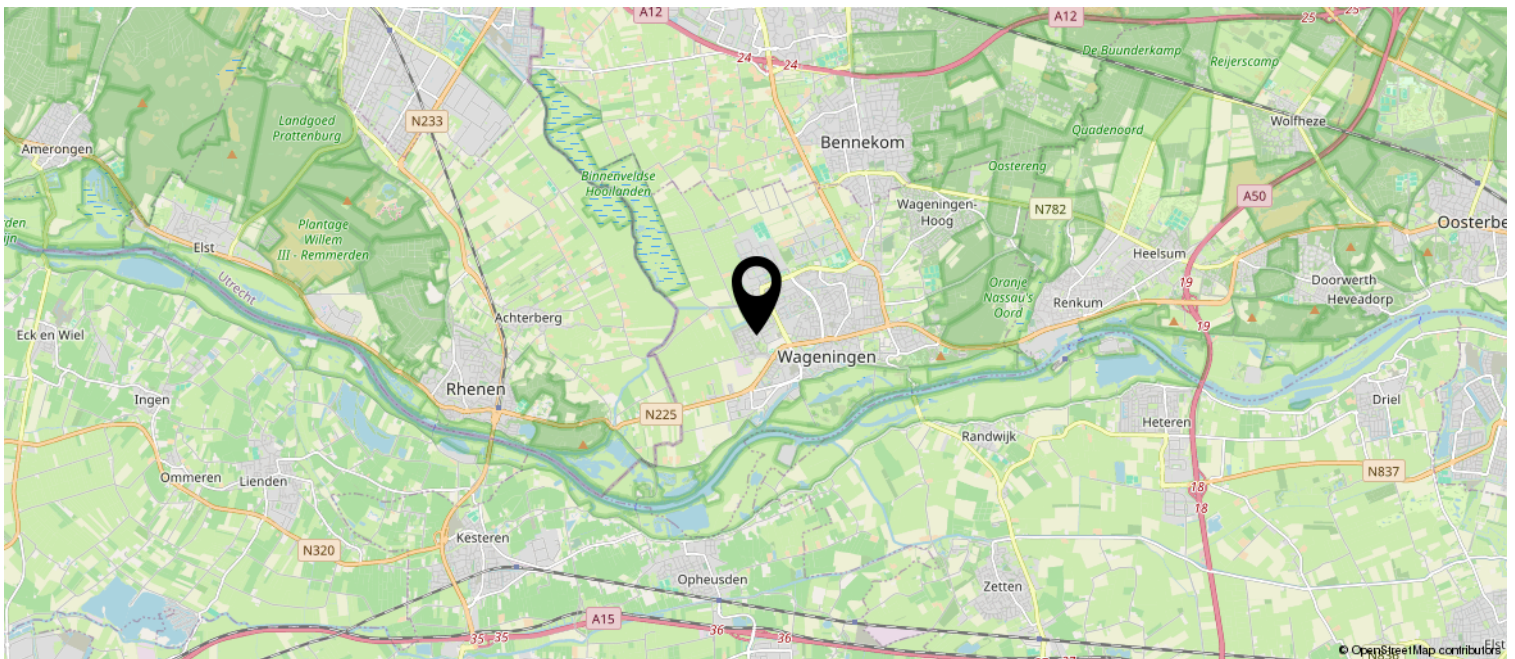 A12
A12
25
25
24
24
De Buunderkamp
Reijerscamp
Landgoed
Prattenburg
N233
Wolfheze
Quadenoord
Amerongen
Bennekom
Oostereng
Binnenveldse
Hooilanden
A50
Wageningen-
Hoog
N782
rden
ijn
Plantage
Willem
III - Remmerden
Oosterbe
Elst
Heelsum
Utrecht
Oranje
Nassau's
Oord
19
Doorwerth
Heveadorp
Renkum
Achterberg
19
Eck en Wiel
Wageningen
Rhenen
Ingen
N225
Driel
Heteren
Randwijk
Ommeren
Lienden
N837
18
18
Kesteren
N320
Opheusden
Zetten
A15
35
35
36
36
Elst
© OpenStreetMap contributors